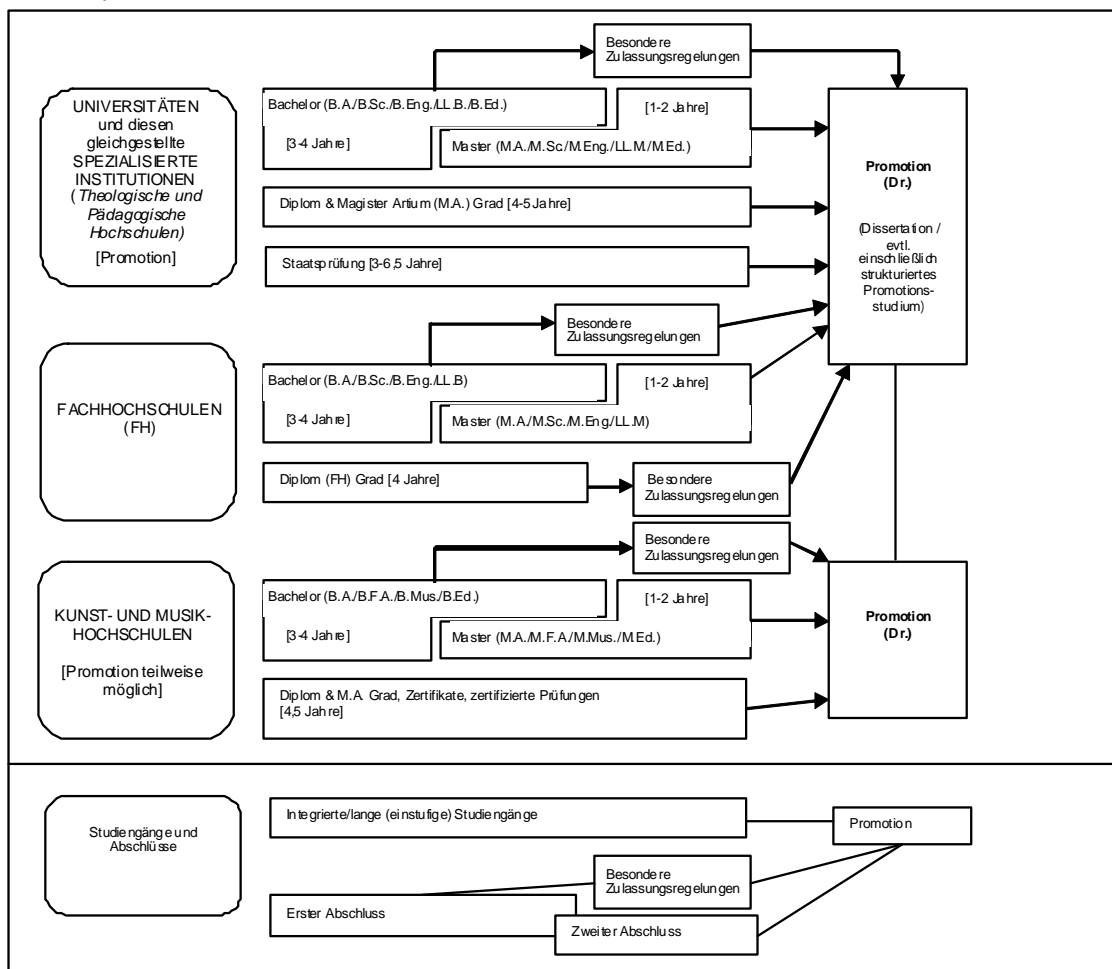 Besondere
Zulassungsregelungen
UNIVERSITÄTEN
und diesen
gleichgestellte
SPEZIALISIERTE
INSTITUTIONEN
(Theologische und
Pädagogische
Hochschulen)
[Promotion]
Bachelor (B.A./B.Sc./B.Eng./LL.B./B.Ed.)
[3-4 Jahre]
[1-2 Jahre]
Master (M.A./M.Sc./M.Eng./LL.M./M.Ed.)
Diplom & Magister Artium (M.A.) Grad [4-5 Jahre]
Staatsprüfung [3-6,5 Jahre]
Promotion
(Dr.)
(Dissertation /
evtl.
einschließlich
strukturiertes
Promotions-
studium)
Besondere
Zulassungsregelungen
FACHHOCHSCHULEN
(FH)
Bachelor (B.A./B.Sc./B.Eng./LL.B)
[3-4 Jahre]
[1-2 Jahre]
Master (M.A./M.Sc./M.Eng./LL.M)
Diplom (FH) Grad [4 Jahre]
Besondere
Zulassungsregelungen
Besondere
Zulassungsregelungen
KUNST- UND MUSIK-
HOCHSCHULEN
[Promotion teilweise
möglich]
Bachelor (B.A./B.F.A./B.Mus./B.Ed.)
[3-4 Jahre]
[1-2 Jahre]
Master (M.A./M.F.A./M.Mus./M.Ed.)
Diplom & M.A. Grad, Zertifikate, zertifizierte Prüfungen
[4,5 Jahre]
Promotion
(Dr.)
Studiengänge und
Abschlüsse
Integrierte/lange (einstufige) Studiengänge
Promotion
Besondere
Zulassungsregelungen
Erster Abschluss
Zweiter Abschluss